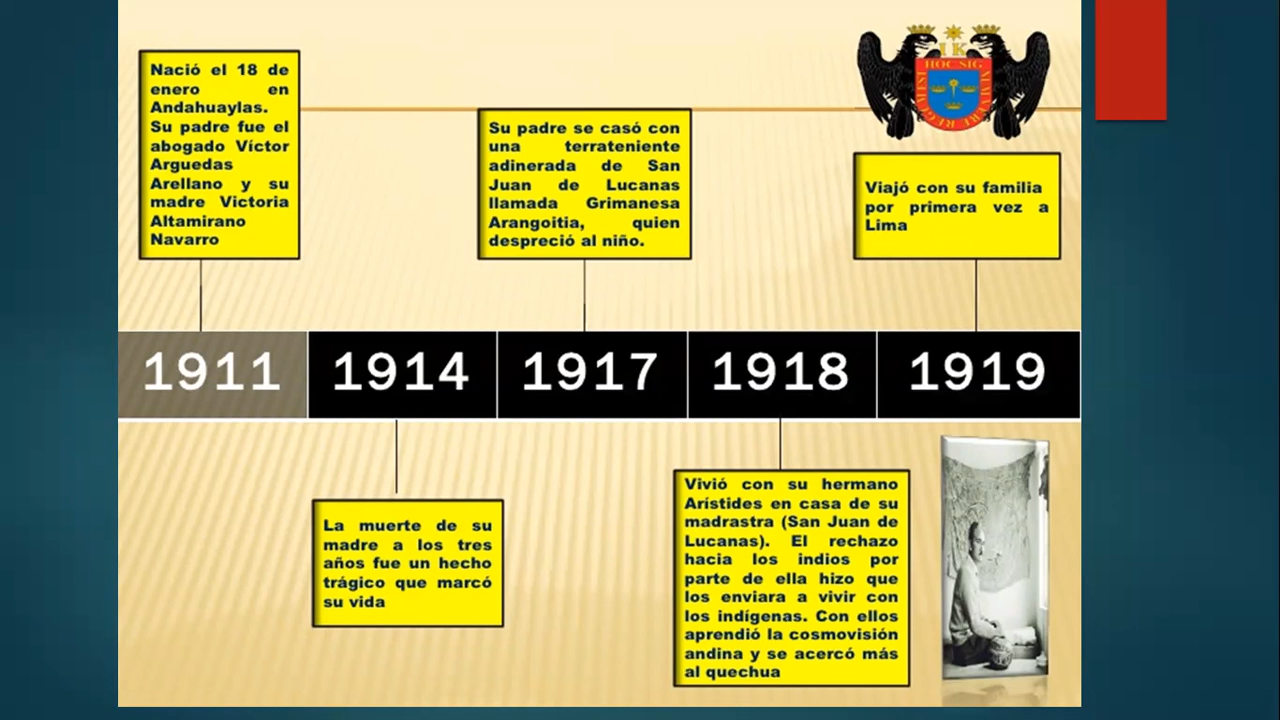 Nació el 18 de
enero en
Andahuaylas.
Su padre fue el
abogado Víctor
Arguedas
Arellano y su
madre Victoria
Altamirano
Navarro
Su padre se casó con
una terrateniente
adinerada de San
Juan de Lucanas
llamada Grimanesa
Arangoitia, quien
despreció al niño.
I K
HOC SIG
Viajó con su familia
por primera vez a
Lima
1911
1914
1917
1918
1919
La muerte de su
madre a los tres
años fue un hecho
trágico que marcó
su vida
Vivió con su hermano
Arístides en casa de su
madrastra (San Juan de
Lucanas). El rechazo
hacia los indios por
parte de ella hizo que
los enviara a vivir con
los indígenas. Con ellos
aprendió la cosmovisión
andina y se acercó más
al quechua